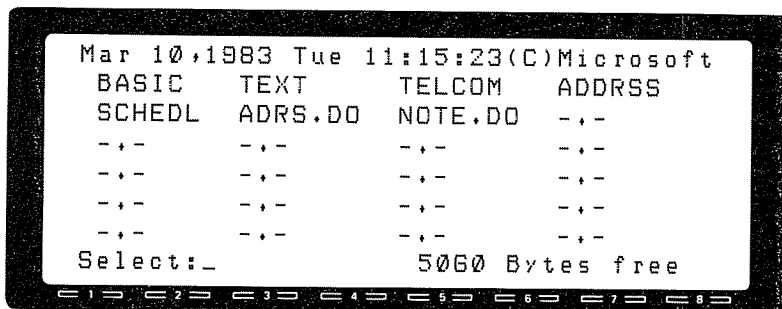 Mar 10,1983 Tue 11:15:23(C)Microsoft
BASIC TEXT TELCOM ADDRSS
SCHEDL ADRS.DO NOTE.DO -.-
-.- -.- -.- -.-
-.- -.- -.- -.-
-.- -.- -.- -.-
-.- -.- -.- -.-
Select:_ 5060 Bytes free
1 2 3 4 5 6 7 8